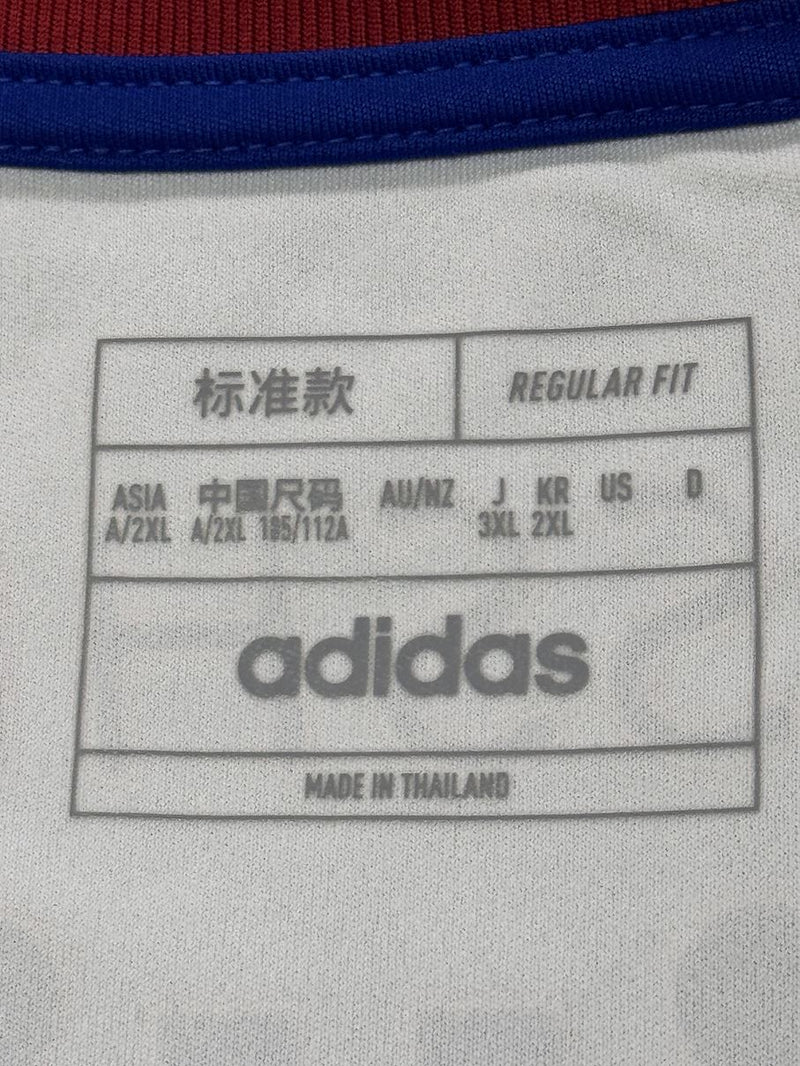 标准款 REGULAR FIT
ASIA 中国尺码 AU/NZ J KR US D
A/2XL A/2XL 195/112A 3XL 2XL
adidas
MADE IN THAILAND